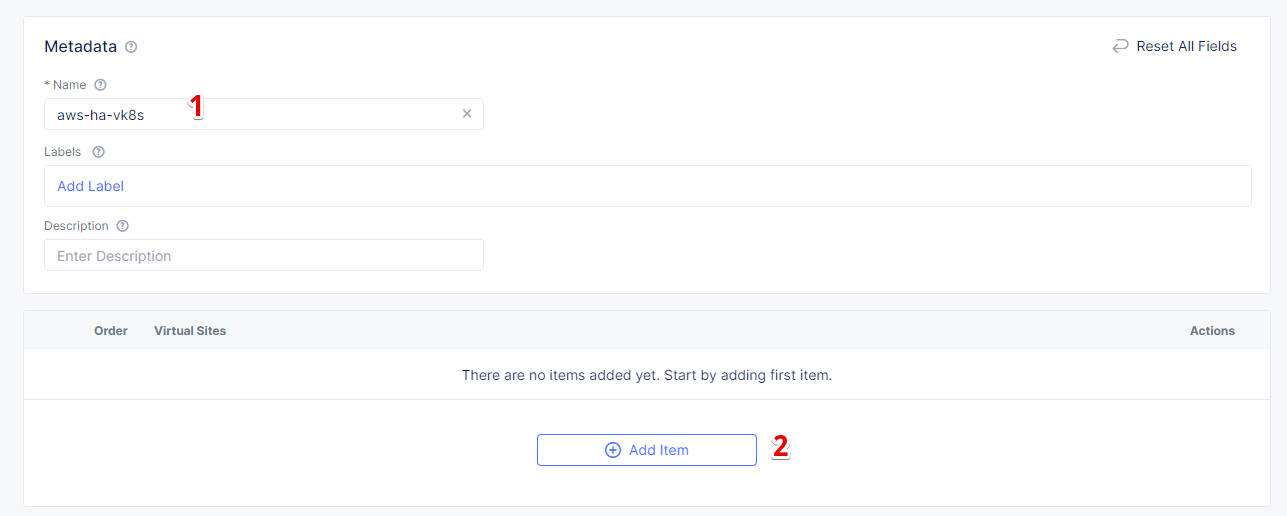 Metadata
Reset All Fields
* Name
aws-ha-vk8s
1
Labels
Add Label
Description
Enter Description
Order Virtual Sites Actions
There are no items added yet. Start by adding first item.
Add Item
2